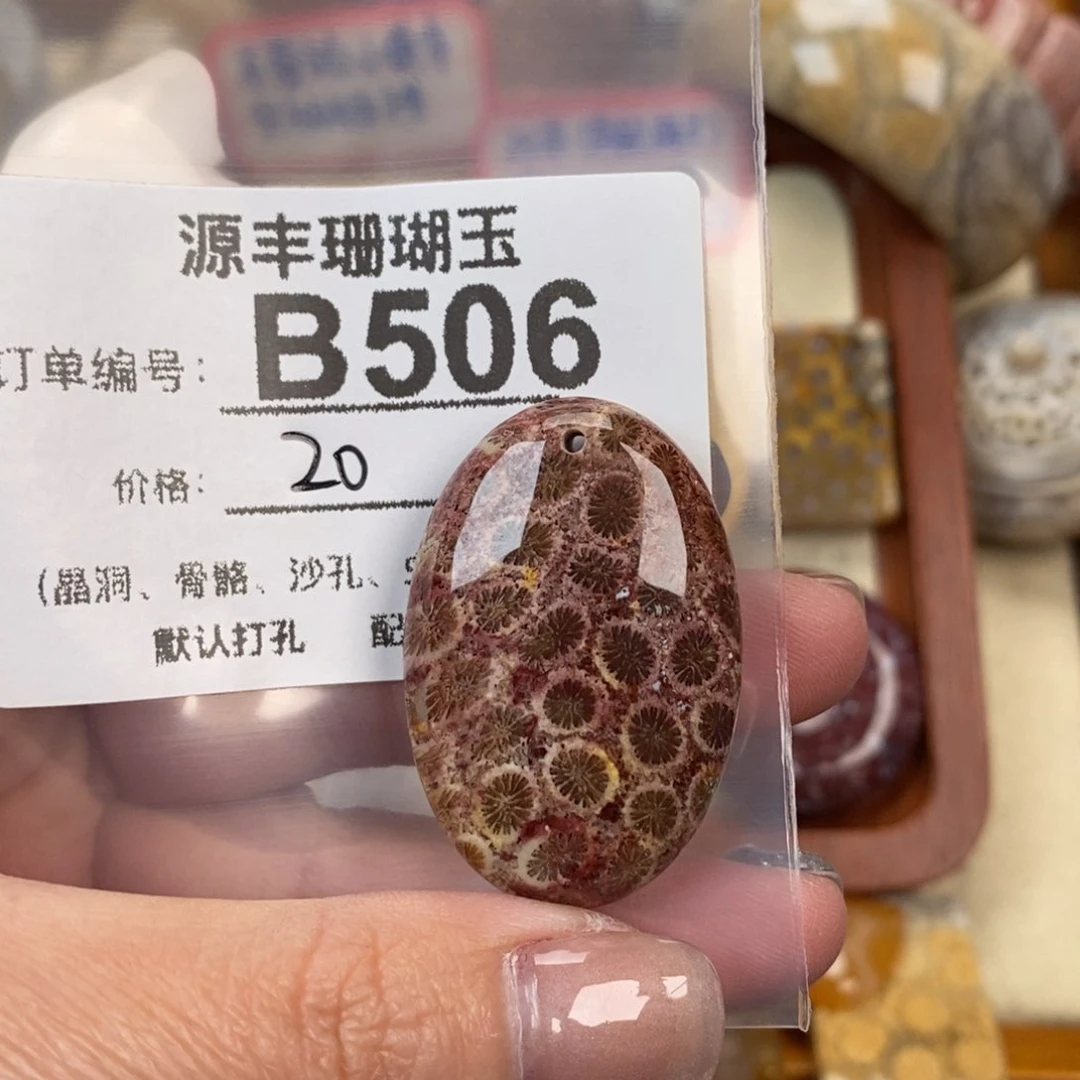 源丰珊瑚玉
订单编号: B506
价格: 20
(晶洞、骨骼、沙孔、
默认打孔 配